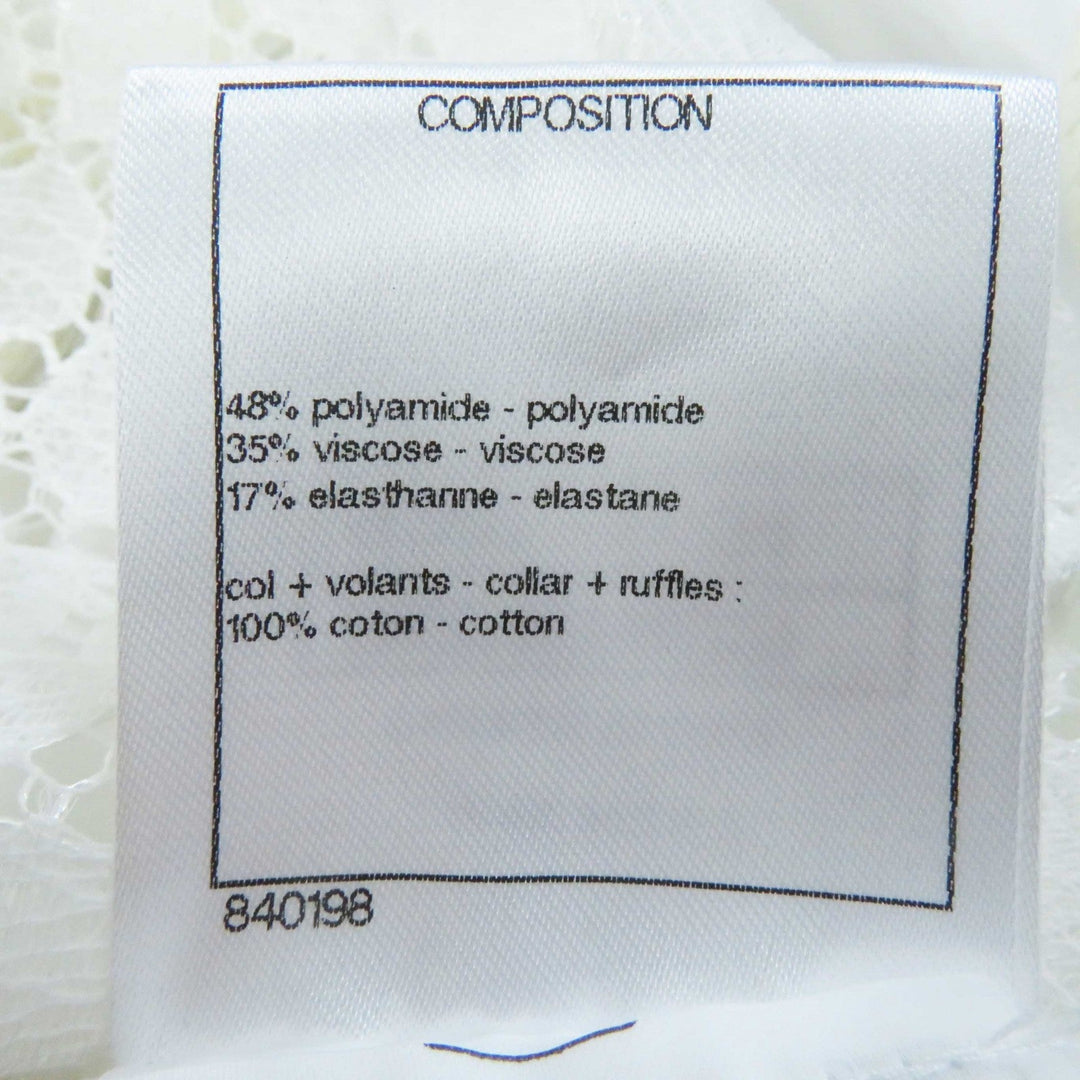 COMPOSITION
48% polyamide - polyamide
35% viscose - viscose
17% elasthanne - elastane
col + volants - collar + ruffles :
100% coton - cotton
840198